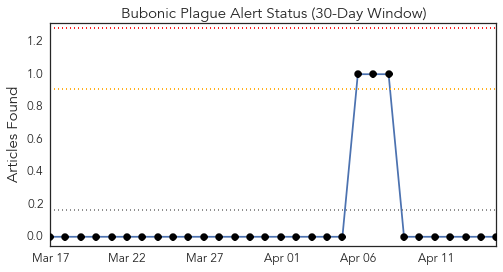 Bubonic Plague Alert Status (30-Day Window)
Articles Found
1.2
1.0
0.8
0.6
0.4
0.2
0.0
Mar 17 Mar 22 Mar 27 Apr 01 Apr 06 Apr 11